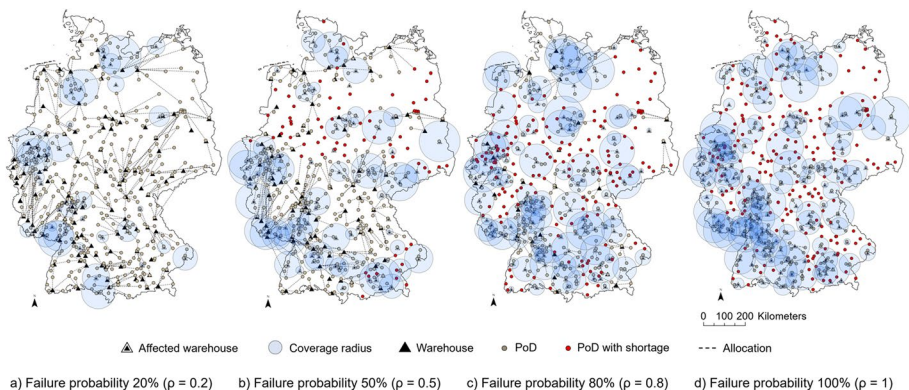 0 100 200 Kilometers
Affected warehouse Coverage radius Warehouse PoD PoD with shortage Allocation
a) Failure probability 20% (ρ = 0.2) b) Failure probability 50% (ρ = 0.5) c) Failure probability 80% (ρ = 0.8) d) Failure probability 100% (ρ = 1)